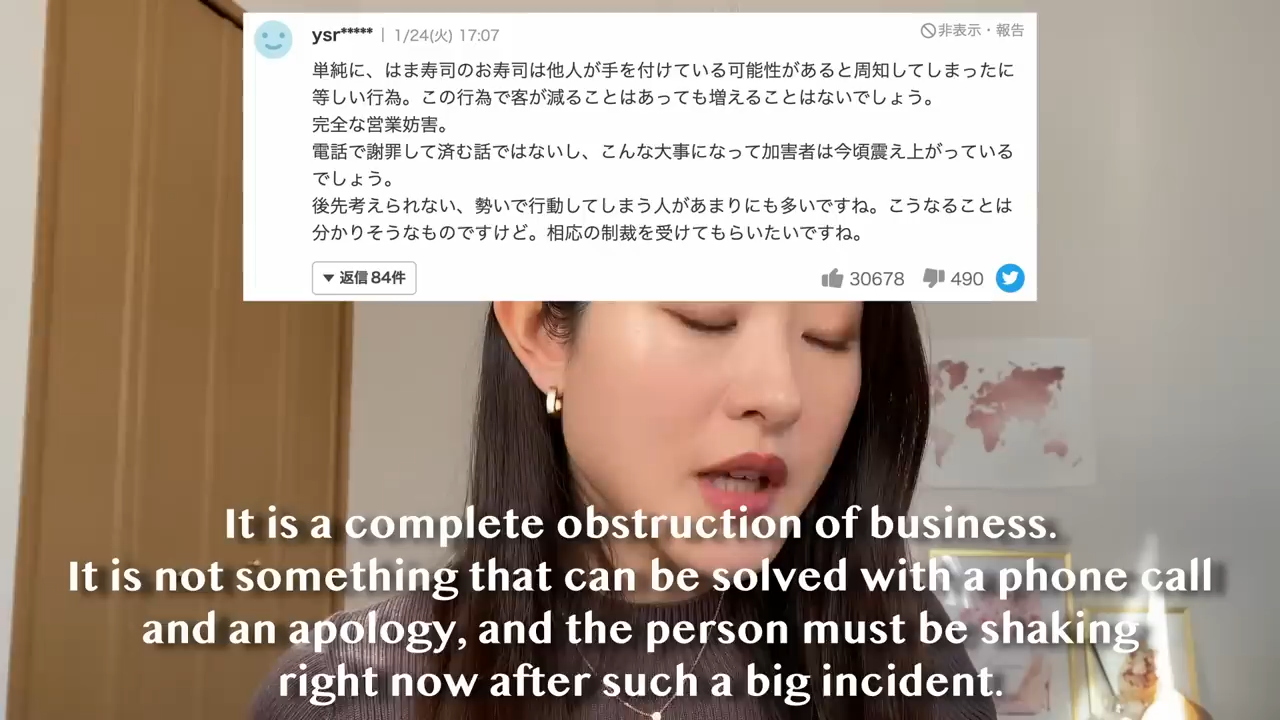 ysr***** | 1/24(火) 17:07
非表示・報告
単純に、はま寿司のお寿司は他人が手を付けている可能性があると周知してしまったに
等しい行為。この行為で客が減ることはあっても増えることはないでしょう。
完全な営業妨害。
電話で謝罪して済む話ではないし、こんな大事になって加害者は今頃震え上がっている
でしょう。
後先考えられない、勢いで行動してしまう人があまりにも多いですね。こうなることは
分かりそうなものですけど。相応の制裁を受けてもらいたいですね。
返信84件
30678
490
It is a complete obstruction of business.
It is not something that can be solved with a phone call
and an apology, and the person must be shaking
right now after such a big incident.